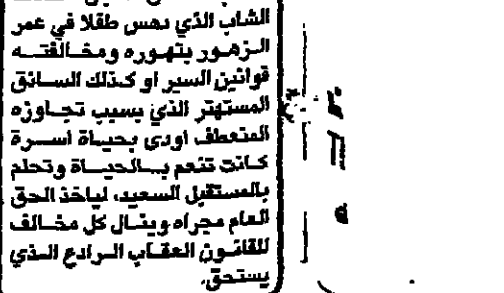 الشاب الذي دهس طفلا في عمر
الزهور بتهوره ومخالفته
قوانين السير او كذلك السائق
المستهتر الذي بسبب تجاوزه
المنعطف اودى بحياة اسرة
كانت تنعم بالحياة وتحلم
بالمستقبل السعيد، لياخذ الحق
العام مجراه وينال كل مخالف
للقانون العقاب الرادع الذي
يستحق.